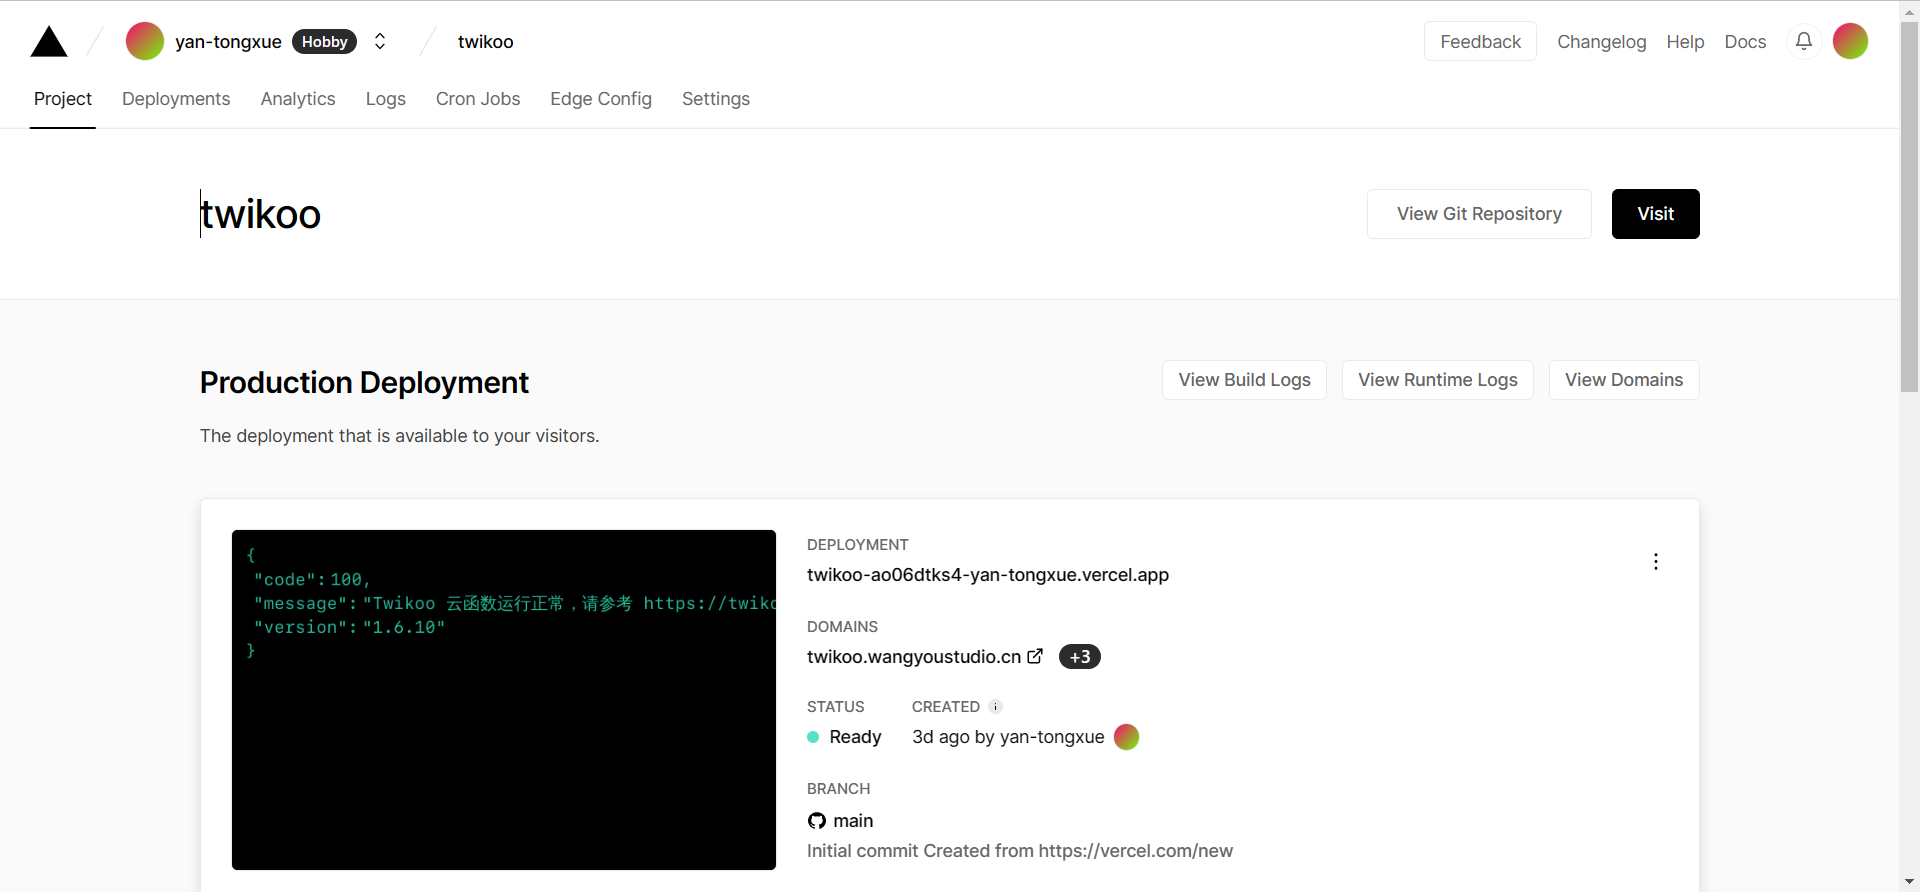 yan-tongxue Hobby twikoo Feedback Changelog Help Docs
Project Deployments Analytics Logs Cron Jobs Edge Config Settings
twikoo
View Git Repository Visit
Production Deployment
View Build Logs View Runtime Logs View Domains
The deployment that is available to your visitors.
{
"code": 100,
"message": "Twikoo 云函数运行正常，请参考 https://twiko
"version": "1.6.10"
}
DEPLOYMENT
twikoo-ao06dtks4-yan-tongxue.vercel.app
DOMAINS
twikoo.wangyoustudio.cn +3
STATUS CREATED
Ready 3d ago by yan-tongxue
BRANCH
main
Initial commit Created from https://vercel.com/new